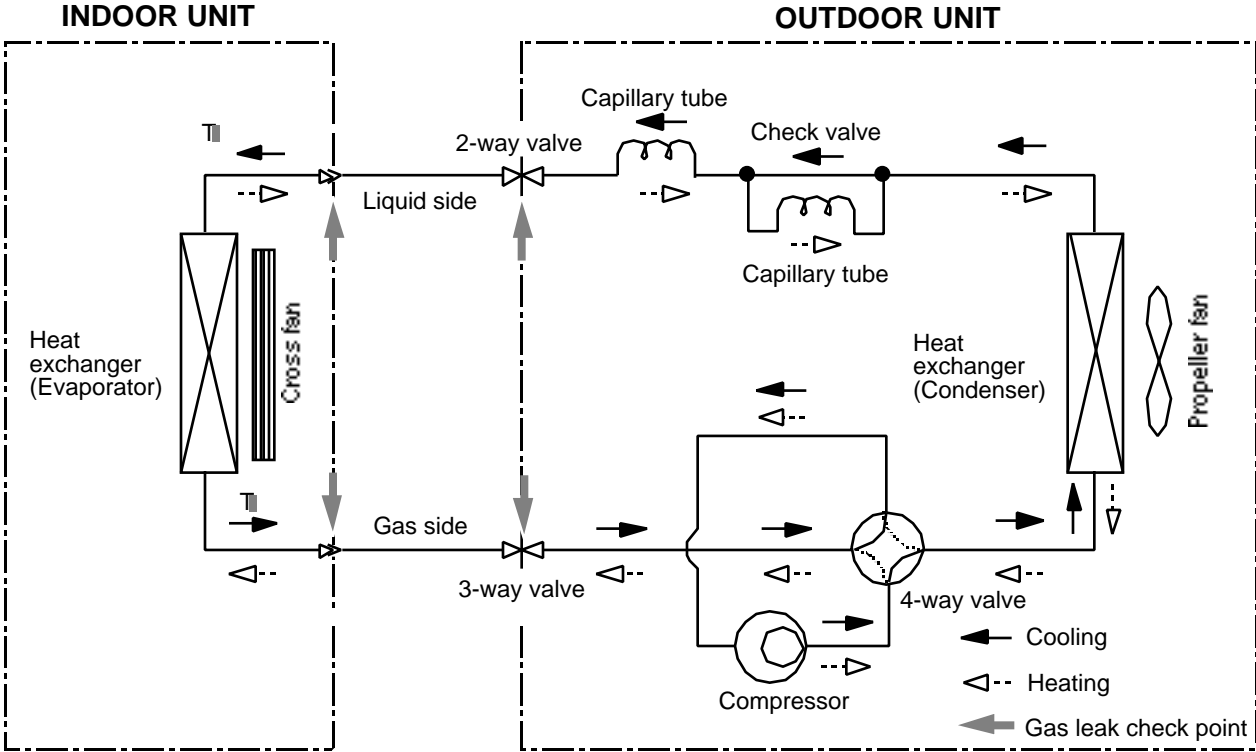 INDOOR UNIT
OUTDOOR UNIT
Capillary tube
T
2-way valve
Check valve
Liquid side
Capillary tube
Heat
exchanger
(Evaporator)
Cross fan
Heat
exchanger
(Condenser)
Propeller fan
T
Gas side
3-way valve
4-way valve
Compressor
Cooling
Heating
Gas leak check point